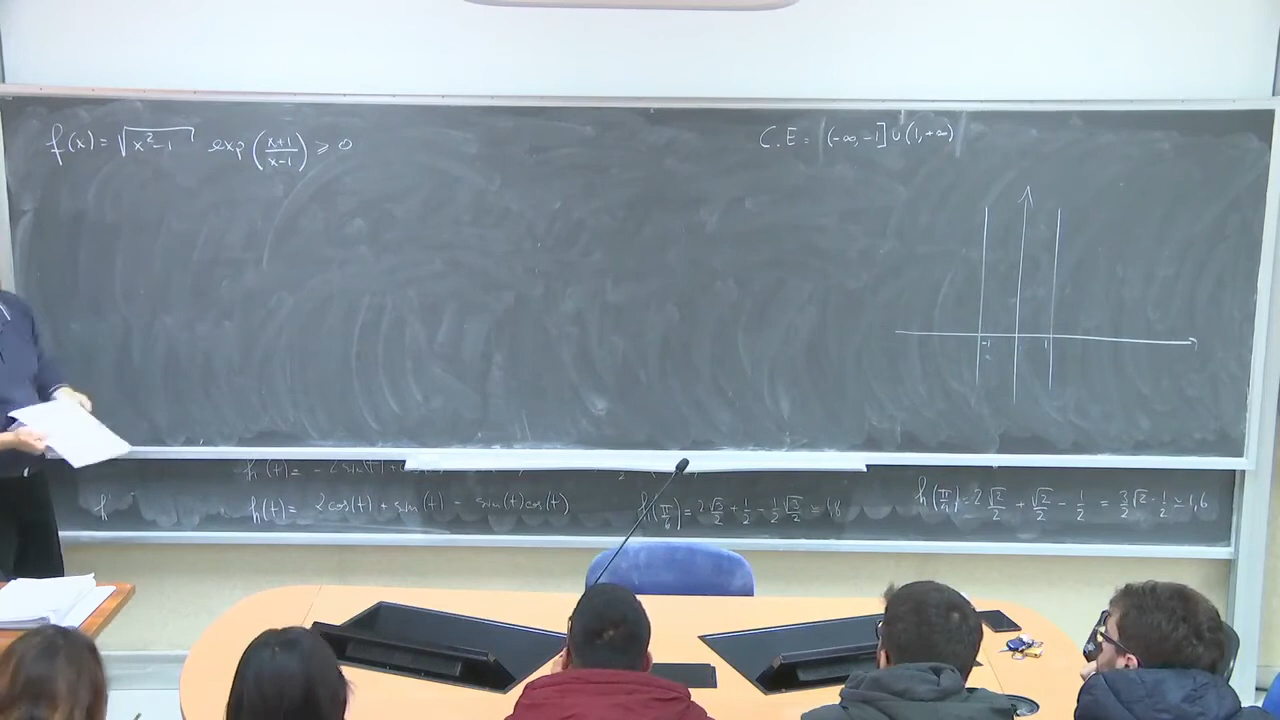 f(x) = √(x²-1) exp((x+1)/(x-1)) ⩾ 0
C.E = (-∞,-1] ∪ (1,+∞)
-1 1
h(t) = 2cos(t) + sin(t) - sin(t)cos(t)
h(π/6) = 2 √3/2 + 1/2 - 1/2 √3/2 ≃ 1,8
h(π/4) = 2 √2/2 + √2/2 - 1/2 = 3/2 √2 - 1/2 ≃ 1,6